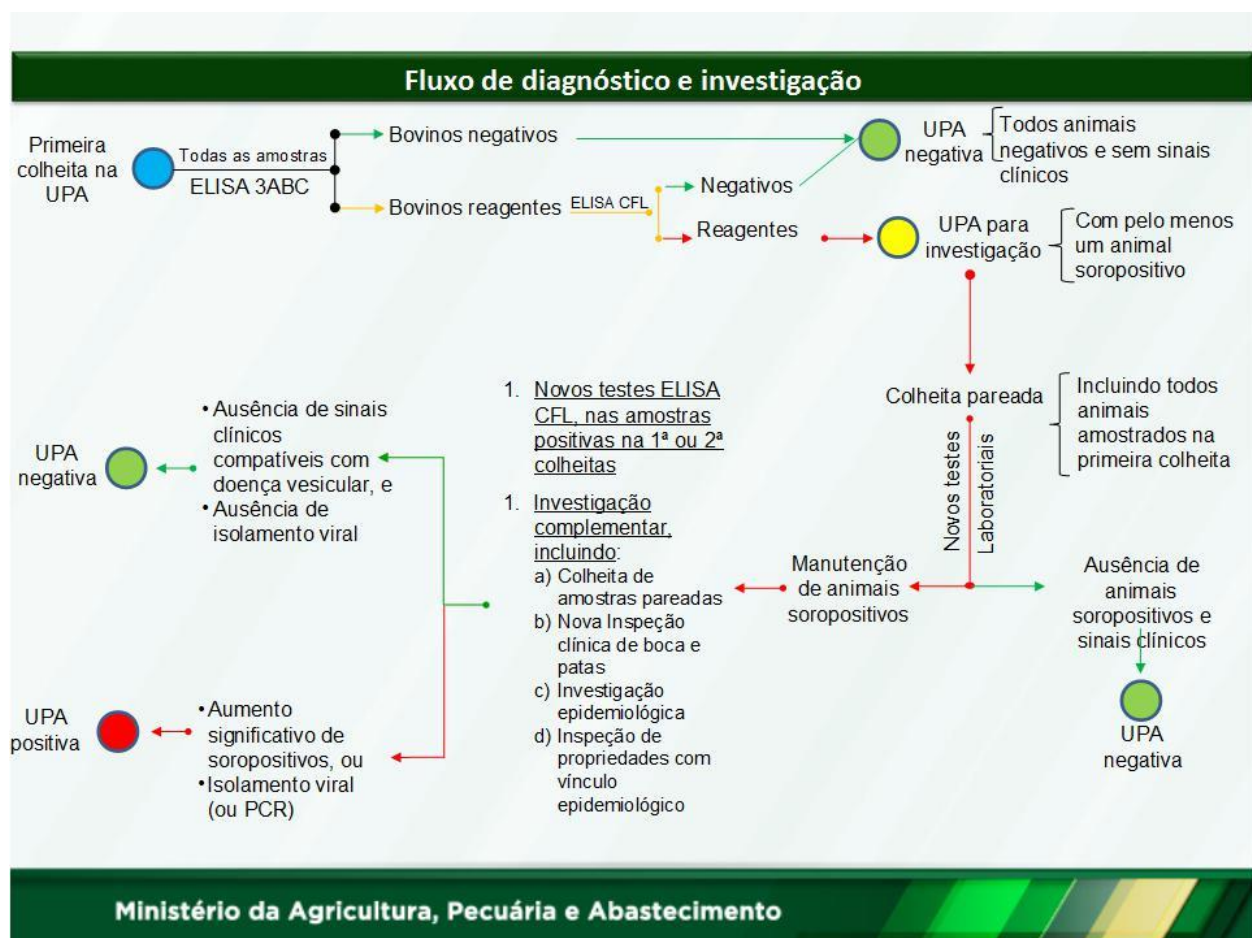 Fluxo de diagnóstico e investigação
Primeira
colheita na
UPA
Todas as amostras
ELISA 3ABC
Bovinos negativos
Bovinos reagentes
ELISA CFL
Negativos
Reagentes
UPA
negativa
Todos animais
negativos e sem sinais
clínicos
UPA para
investigação
Com pelo menos
um animal
soropositivo
Colheita pareada
Incluindo todos
animais
amostrados na
primeira colheita
Novos testes
Laboratoriais
Ausência de
animais
soropositivos e
sinais clínicos
UPA
negativa
Manutenção
de animais
soropositivos
1. Novos testes ELISA
CFL, nas amostras
positivas na 1ª ou 2ª
colheitas
1. Investigação
complementar,
incluindo:
a) Colheita de
amostras pareadas
b) Nova Inspeção
clínica de boca e
patas
c) Investigação
epidemiológica
d) Inspeção de
propriedades com
vínculo
epidemiológico
• Ausência de sinais
clínicos
compatíveis com
doença vesicular, e
• Ausência de
isolamento viral
UPA
negativa
• Aumento
significativo de
soropositivos, ou
• Isolamento viral
(ou PCR)
UPA
positiva
Ministério da Agricultura, Pecuária e Abastecimento